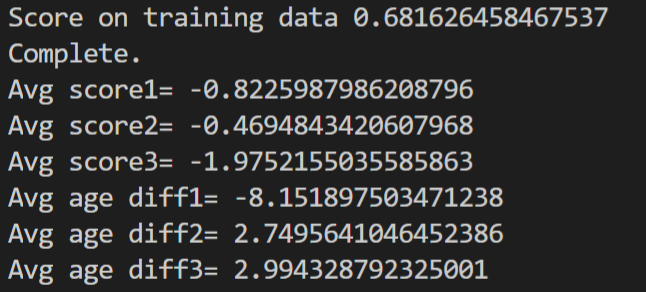 Score on training data 0.681626458467537
Complete.
Avg score1= -0.8225987986208796
Avg score2= -0.4694843420607968
Avg score3= -1.9752155035585863
Avg age diff1= -8.151897503471238
Avg age diff2= 2.7495641046452386
Avg age diff3= 2.994328792325001